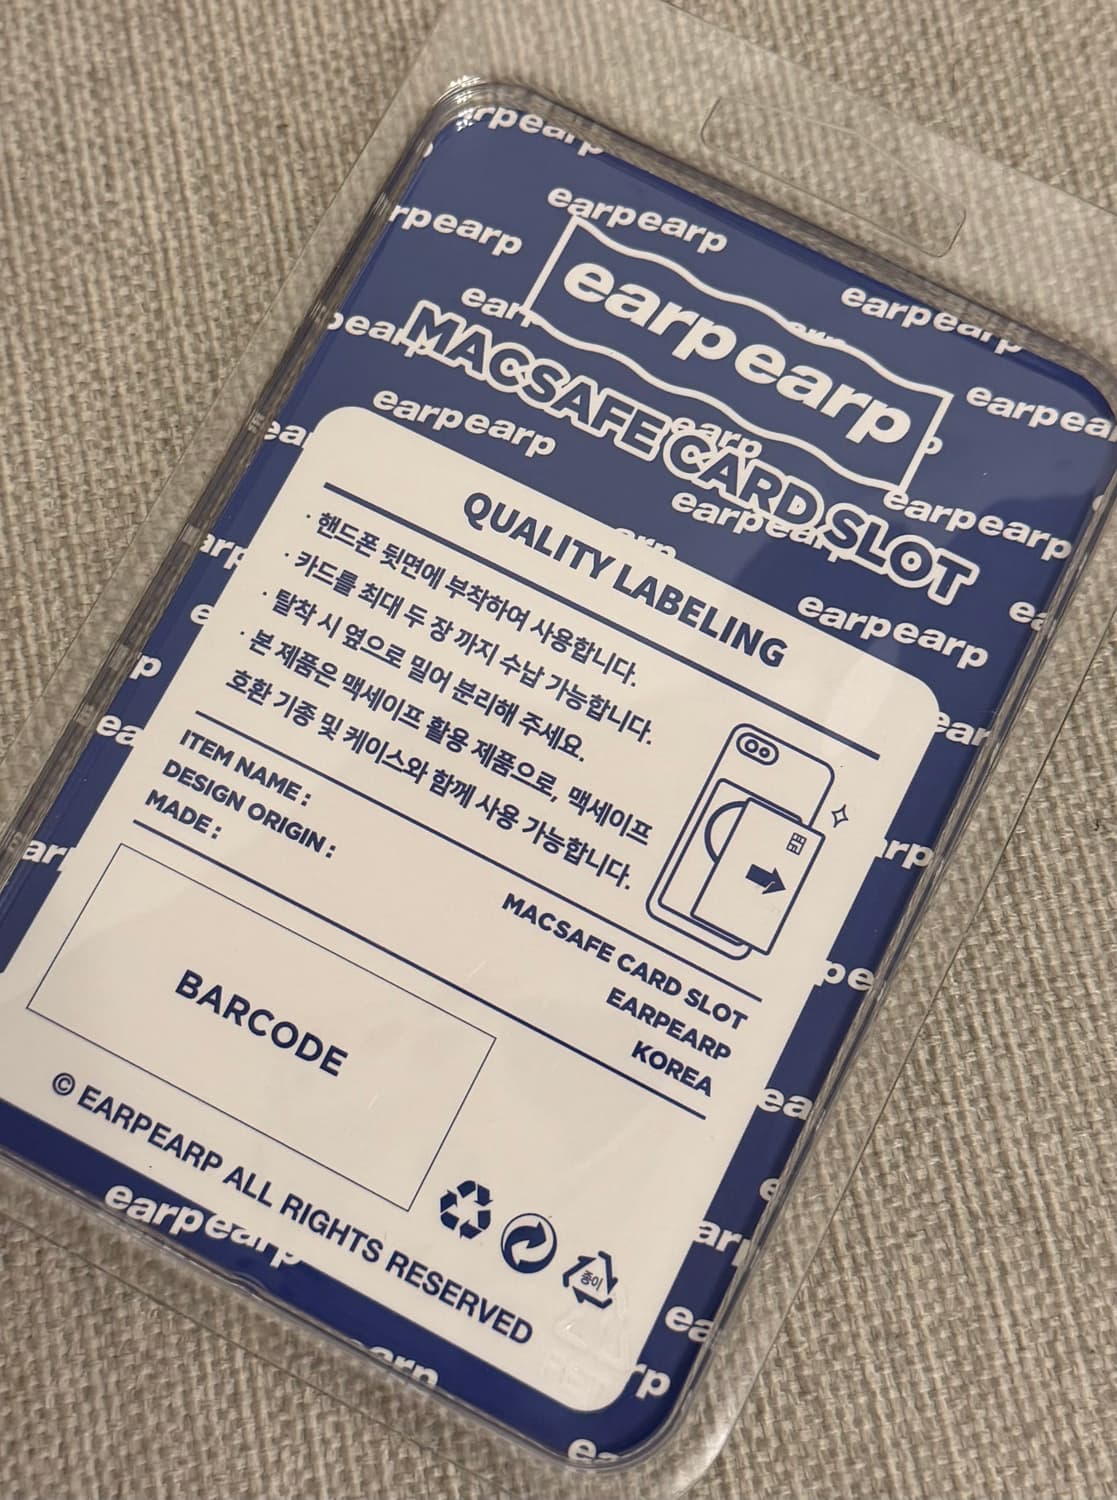 earpearp
MACSAFE CARD SLOT
QUALITY LABELING
· 핸드폰 뒷면에 부착하여 사용합니다.
· 카드를 최대 두 장 까지 수납 가능합니다.
· 탈착 시 옆으로 밀어 분리해 주세요.
· 본 제품은 맥세이프 활용 제품으로, 맥세이프
호환 기종 및 케이스와 함께 사용 가능합니다.
ITEM NAME : MACSAFE CARD SLOT
DESIGN ORIGIN : EARPEARP
MADE : KOREA
BARCODE
종이
© EARPEARP ALL RIGHTS RESERVED
earpearp